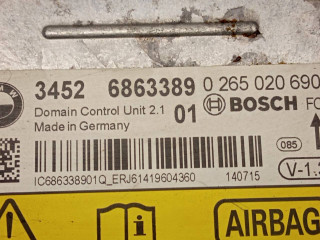 3452 6863389 0 265 020 690
Domain Control Unit 2.1 01 BOSCH
Made in Germany
085
IC686338901Q_ERJ61419604360 140715
V-1.
AIRBAG